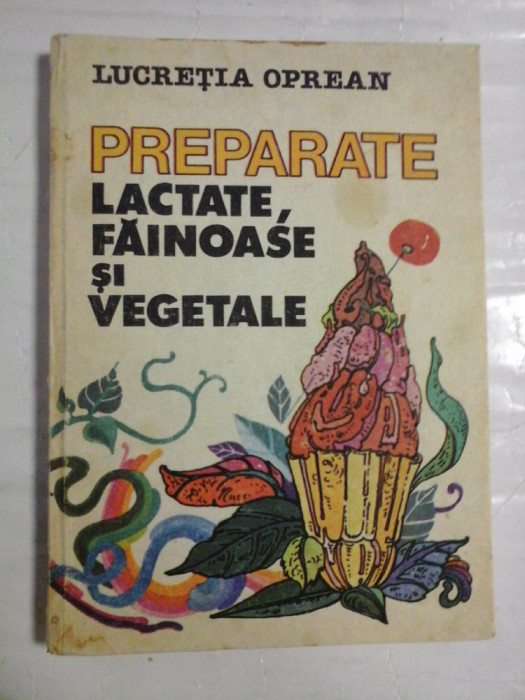 LUCREȚIA OPREAN
PREPARATE
LACTATE,
FĂINOASE
ȘI
VEGETALE